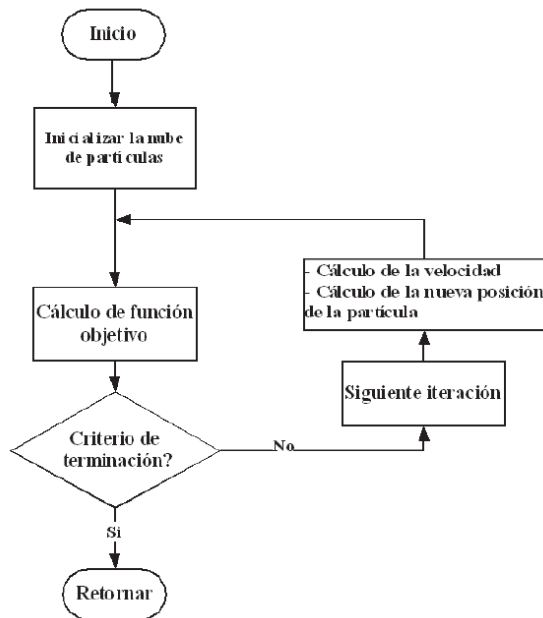 Inicio
Inicializar la nube
de partículas
- Cálculo de la velocidad
- Cálculo de la nueva posición
de la partícula
Cálculo de función
objetivo
Siguiente iteración
Criterio de
terminación?
No
Si
Retornar